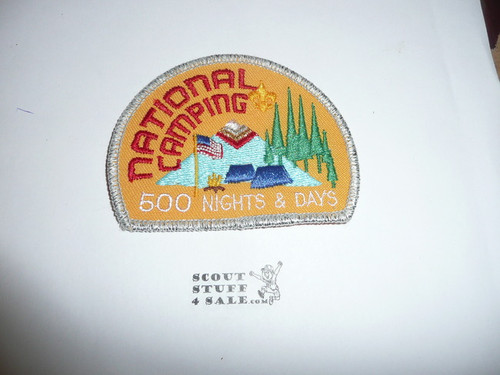 NATIONAL
CAMPING
500 NIGHTS & DAYS
SCOUT
STUFF
4 SALE.com